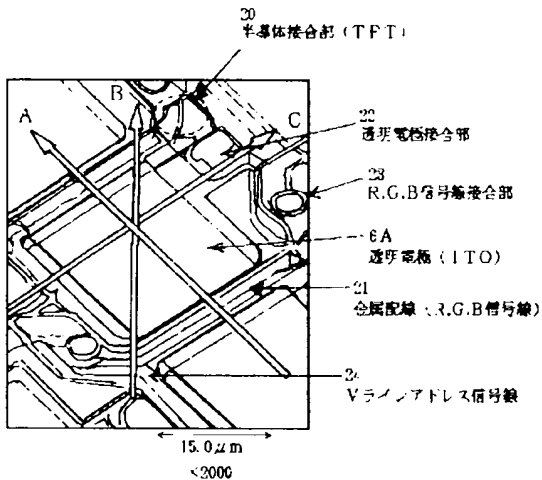 20
半導体接合部 (TFT)
B
A
C
22
透明電極接合部
23
R.G.B信号線接合部
6A
透明電極 (ITO)
21
金属配線 (R.G.B信号線)
24
Vラインアドレス信号線
15.0μm
×2000